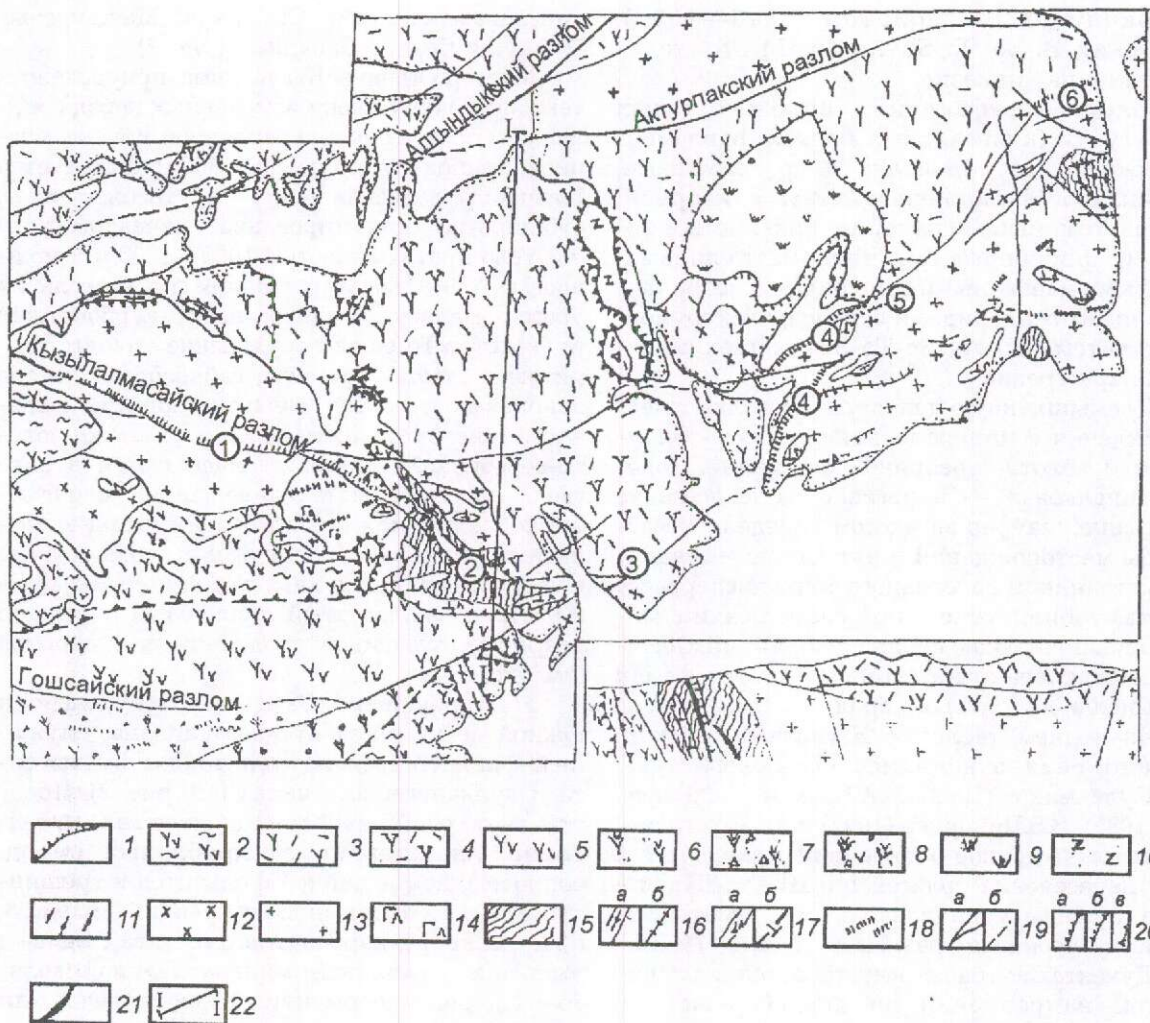 Алтындыкский разлом
Актурпакский разлом
6
5
4
Кызылалмасайский разлом
4
1
2
3
Гошсайский разлом
1 2 3 4 5 6 7 8 9 10
а б а б а б а б в
11 12 13 14 15 16 17 18 19 20
21 22